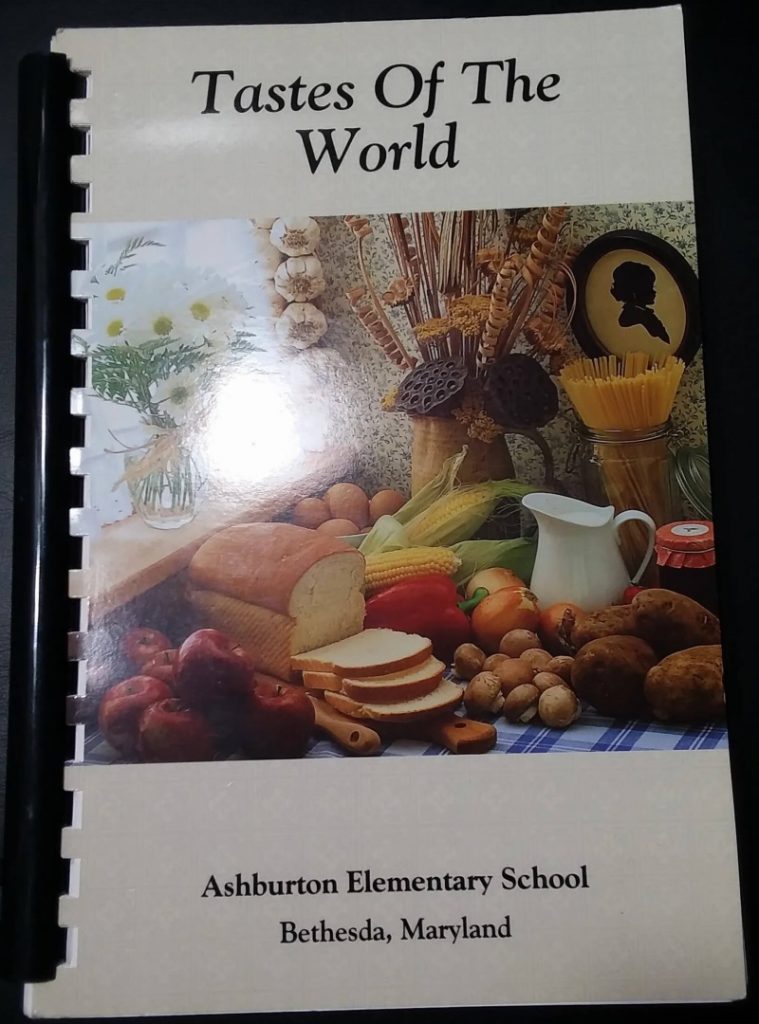 Tastes Of The
World
Ashburton Elementary School
Bethesda, Maryland